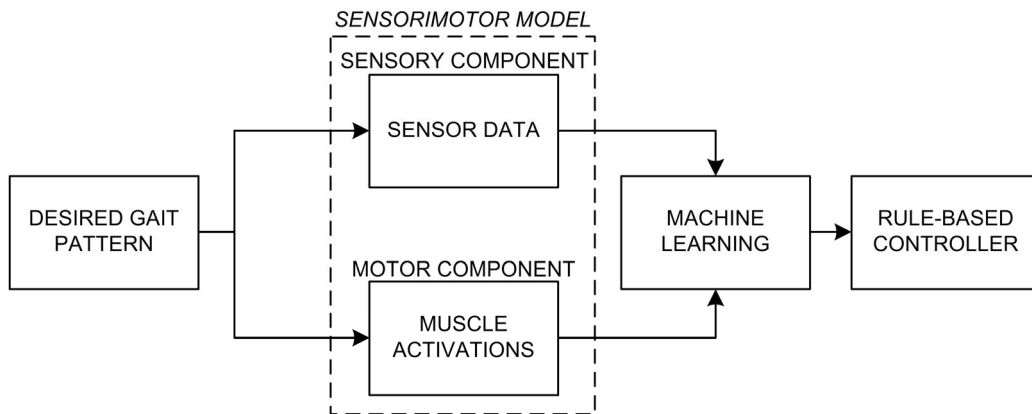 SENSORIMOTOR MODEL
SENSORY COMPONENT
SENSOR DATA
DESIRED GAIT
PATTERN
MOTOR COMPONENT
MUSCLE
ACTIVATIONS
MACHINE
LEARNING
RULE-BASED
CONTROLLER